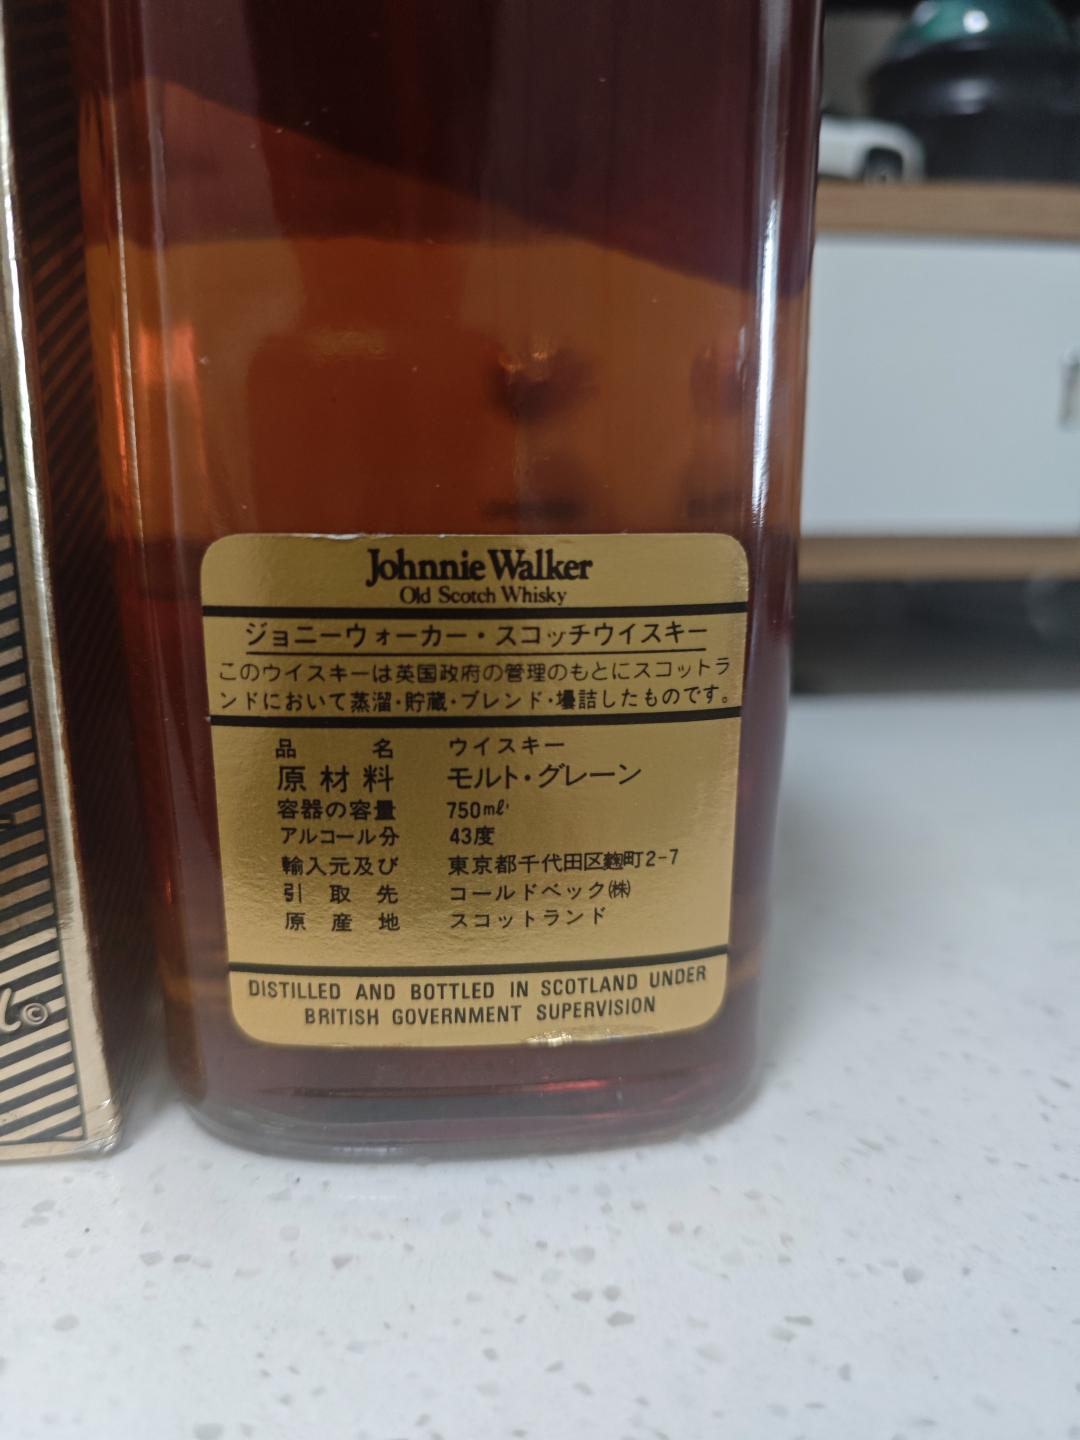 Johnnie Walker
Old Scotch Whisky
ジョニーウォーカー・スコッチウイスキー
このウイスキーは英国政府の管理のもとにスコットラ
ンドにおいて蒸溜・貯蔵・ブレンド・壜詰したものです。
品名 ウイスキー
原材料 モルト・グレーン
容器の容量 750mℓ
アルコール分 43度
輸入元及び 東京都千代田区麹町2-7
引取先 コールドベック㈱
原産地 スコットランド
DISTILLED AND BOTTLED IN SCOTLAND UNDER
BRITISH GOVERNMENT SUPERVISION